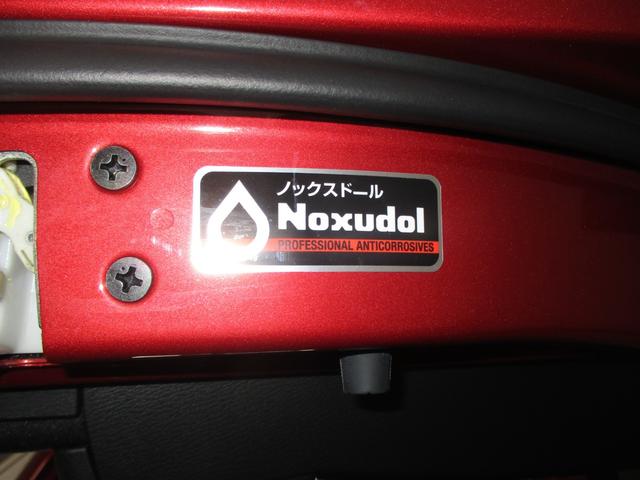 ノックスドール
Noxudol
PROFESSIONAL ANTICORROSIVES